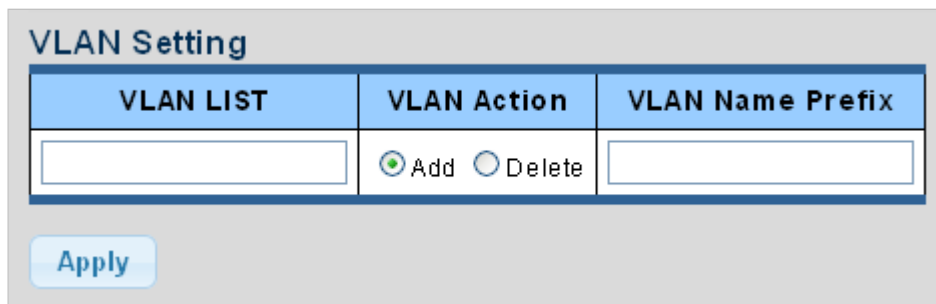 VLAN Setting
VLAN LIST VLAN Action VLAN Name Prefix
Add Delete
Apply